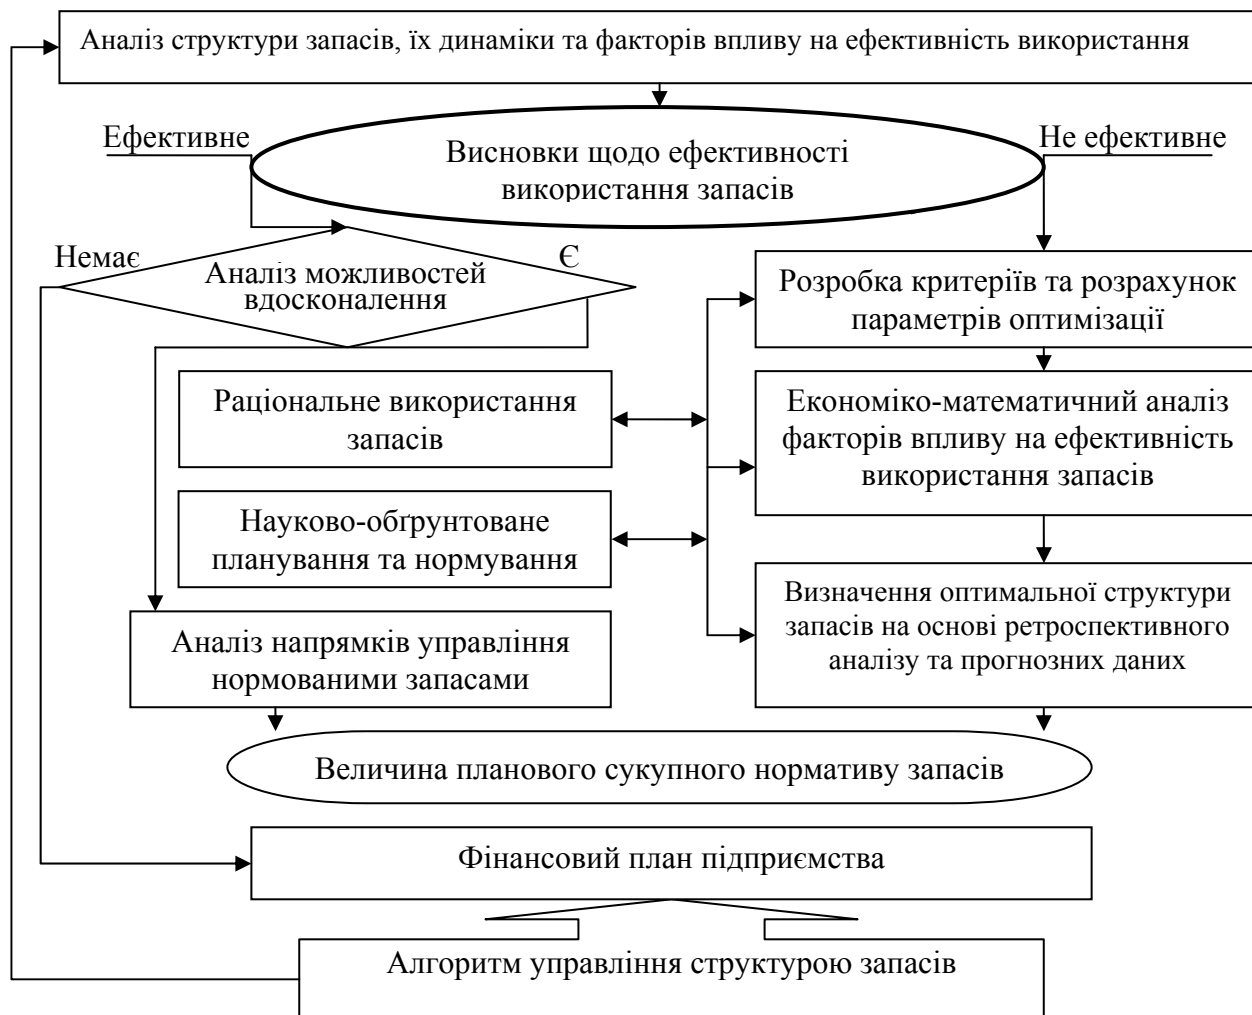 Аналіз структури запасів, їх динаміки та факторів впливу на ефективність використання
Ефективне
Не ефективне
Висновки щодо ефективності
використання запасів
Немає
Є
Аналіз можливостей
вдосконалення
Розробка критеріїв та розрахунок
параметрів оптимізації
Раціональне використання
запасів
Економіко-математичний аналіз
факторів впливу на ефективність
використання запасів
Науково-обґрунтоване
планування та нормування
Визначення оптимальної структури
запасів на основі ретроспективного
аналізу та прогнозних даних
Аналіз напрямків управління
нормованими запасами
Величина планового сукупного нормативу запасів
Фінансовий план підприємства
Алгоритм управління структурою запасів